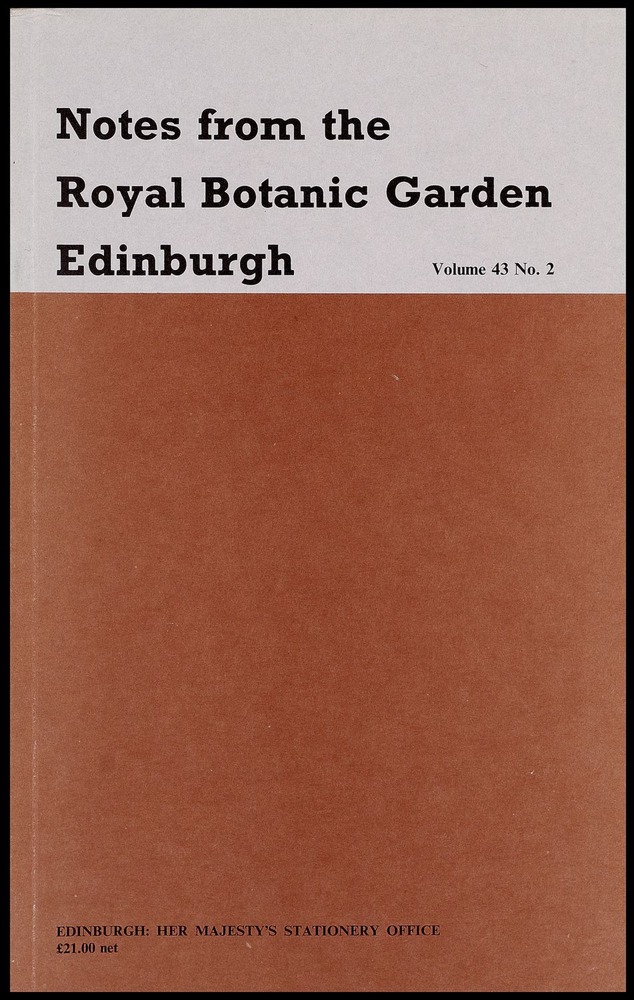 Notes from the
Royal Botanic Garden
Edinburgh
Volume 43 No. 2
EDINBURGH: HER MAJESTY'S STATIONERY OFFICE
£21.00 net